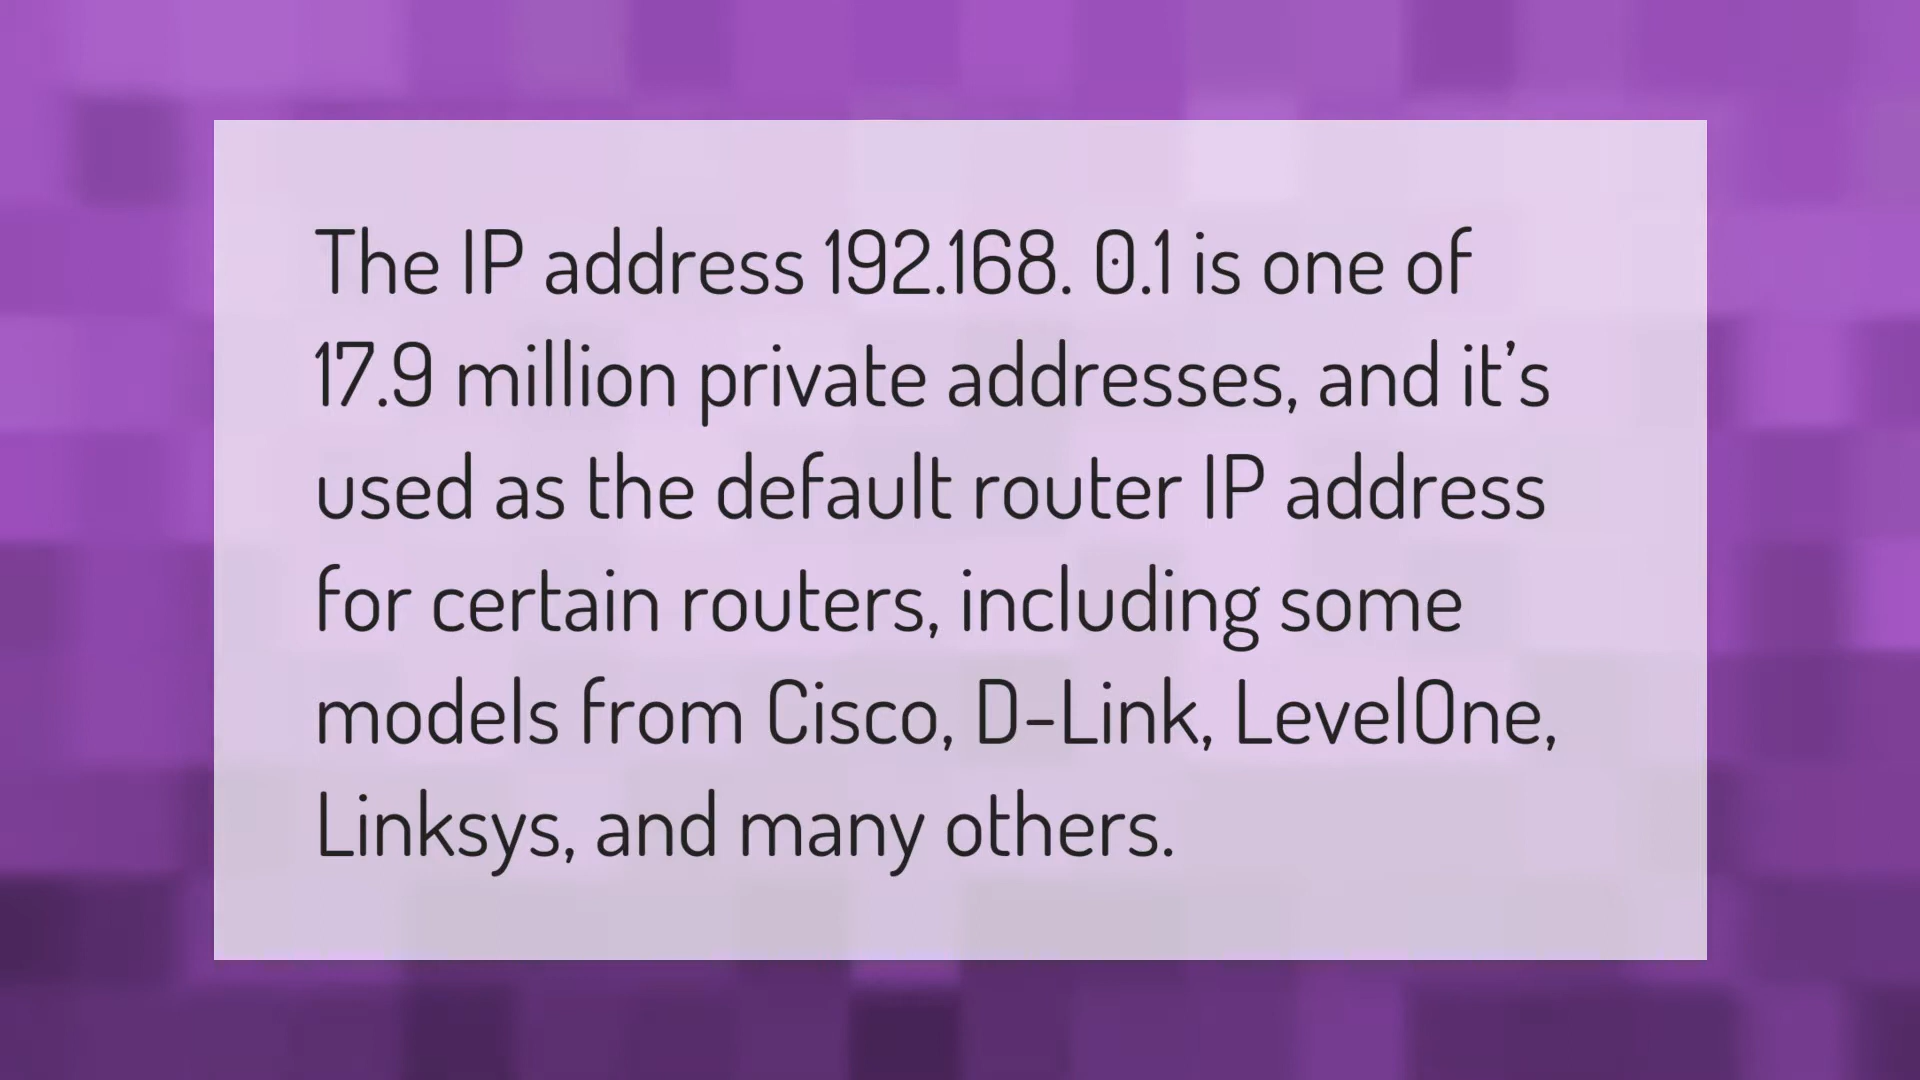 The IP address 192.168. 0.1 is one of
17.9 million private addresses, and it’s
used as the default router IP address
for certain routers, including some
models from Cisco, D-Link, LevelOne,
Linksys, and many others.